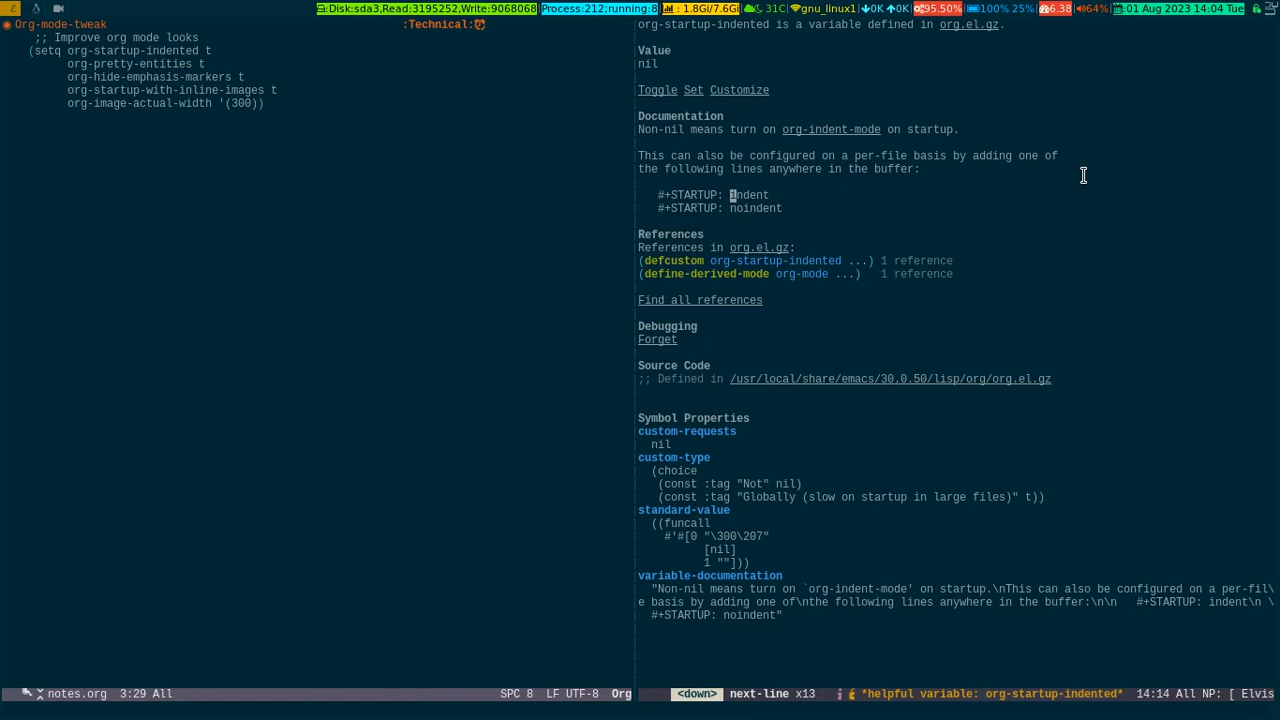 Disk:sda3,Read:3195252,Write:9068068 Process:212;running:8 : 1.8Gi/7.6Gi 31C gnu_linux1 0K 0K 95.50% 100% 25% 6.38 64% :01 Aug 2023 14:04 Tue
Org-mode-tweak :Technical:
;; Improve org mode looks
(setq org-startup-indented t
org-pretty-entities t
org-hide-emphasis-markers t
org-startup-with-inline-images t
org-image-actual-width '(300))
notes.org 3:29 All SPC 8 LF UTF-8 Org
org-startup-indented is a variable defined in org.el.gz.
Value
nil
Toggle Set Customize
Documentation
Non-nil means turn on org-indent-mode on startup.
This can also be configured on a per-file basis by adding one of
the following lines anywhere in the buffer:
#+STARTUP: indent
#+STARTUP: noindent
References
References in org.el.gz:
(defcustom org-startup-indented ...) 1 reference
(define-derived-mode org-mode ...) 1 reference
Find all references
Debugging
Forget
Source Code
;; Defined in /usr/local/share/emacs/30.0.50/lisp/org/org.el.gz
Symbol Properties
custom-requests
nil
custom-type
(choice
(const :tag "Not" nil)
(const :tag "Globally (slow on startup in large files)" t))
standard-value
((funcall
#'#[0 "\300\207"
[nil]
1 ""]))
variable-documentation
"Non-nil means turn on `org-indent-mode' on startup.\nThis can also be configured on a per-fil\
e basis by adding one of\nthe following lines anywhere in the buffer:\n\n   #+STARTUP: indent\n \
#+STARTUP: noindent"
<down> next-line x13 *helpful variable: org-startup-indented* 14:14 All NP: [ Elvis